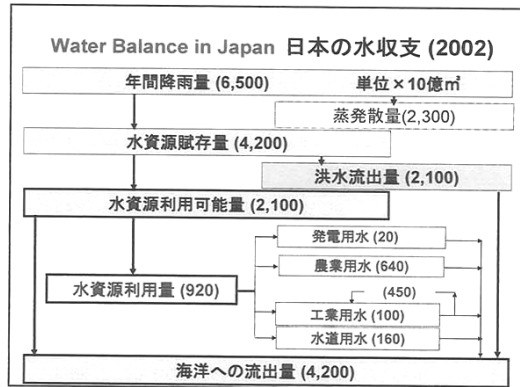 Water Balance in Japan 日本の水収支 (2002)
年間降雨量 (6,500) 単位×10億㎥
蒸発散量(2,300)
水資源賦存量 (4,200)
洪水流出量 (2,100)
水資源利用可能量 (2,100)
発電用水 (20)
農業用水 (640)
水資源利用量 (920)
(450)
工業用水 (100)
水道用水 (160)
海洋への流出量 (4,200)